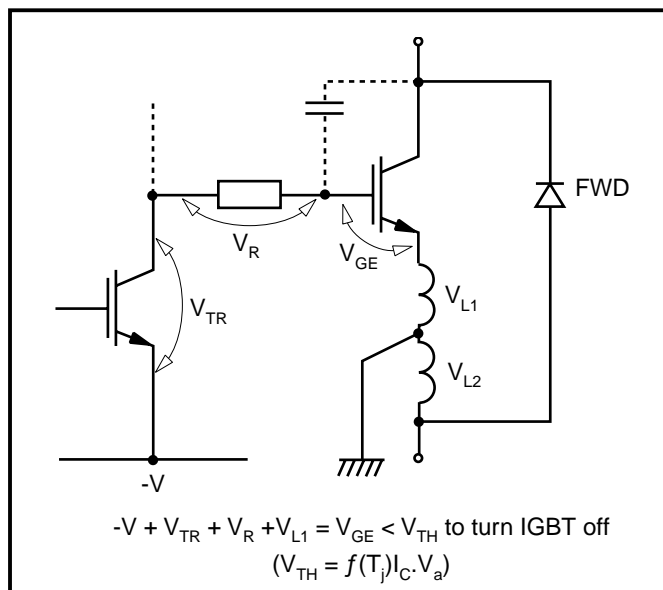 FWD
V_R
V_GE
V_TR
V_L1
V_L2
-V
-V + V_TR + V_R +V_L1 = V_GE < V_TH to turn IGBT off
(V_TH = ƒ(T_j)I_C.V_a)